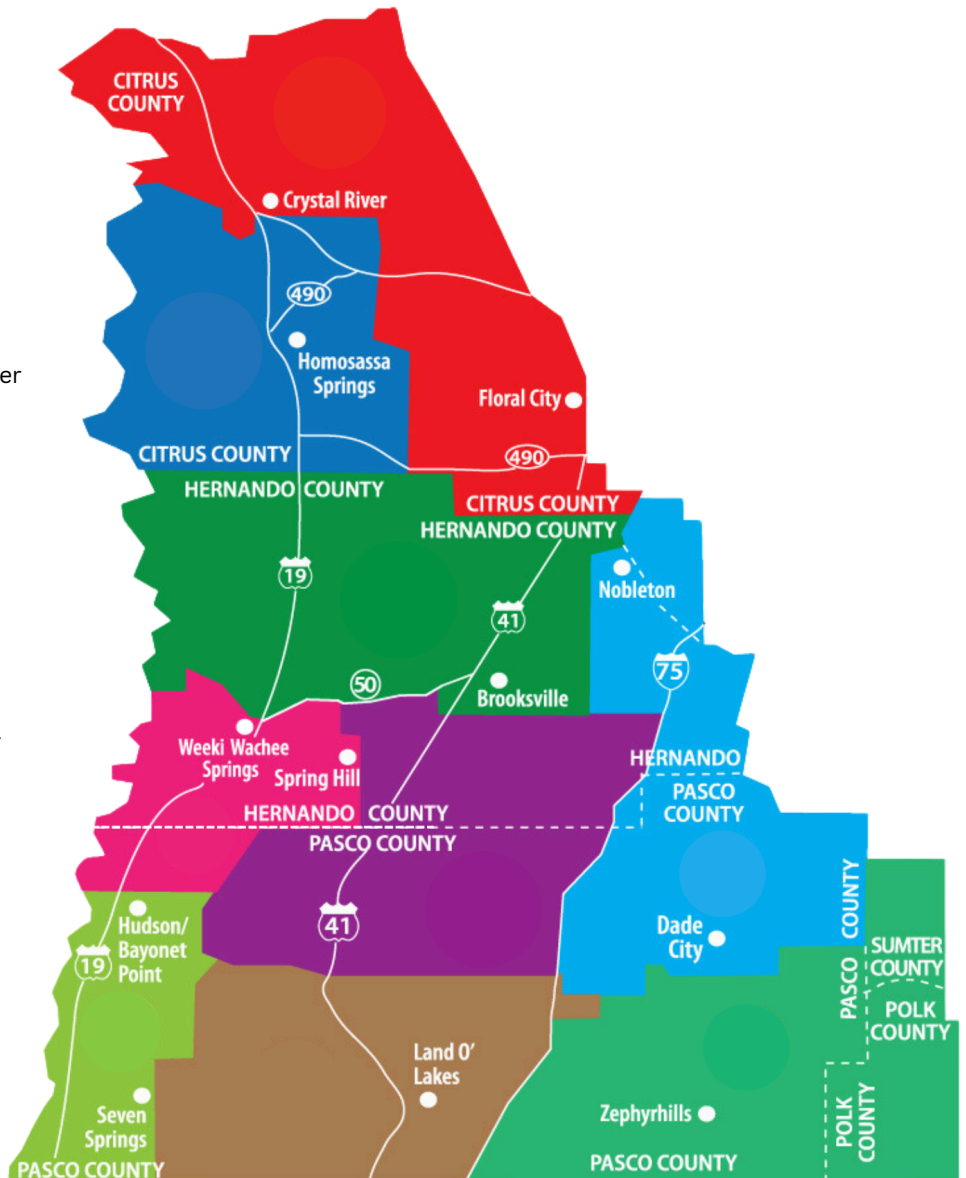 CITRUS
COUNTY
Crystal River
490
Homosassa
Springs
er
Floral City
CITRUS COUNTY
490
HERNANDO COUNTY
CITRUS COUNTY
HERNANDO COUNTY
19
Nobleton
41
75
50
Brooksville
Weeki Wachee
Springs
Spring Hill
HERNANDO
PASCO
COUNTY
HERNANDO COUNTY
PASCO COUNTY
COUNTY
PASCO
41
Hudson/
Bayonet
Point
19
Dade
City
SUMTER
COUNTY
POLK
COUNTY
Land O'
Lakes
Seven
Springs
Zephyrhills
POLK
COUNTY
PASCO COUNTY
PASCO COUNTY